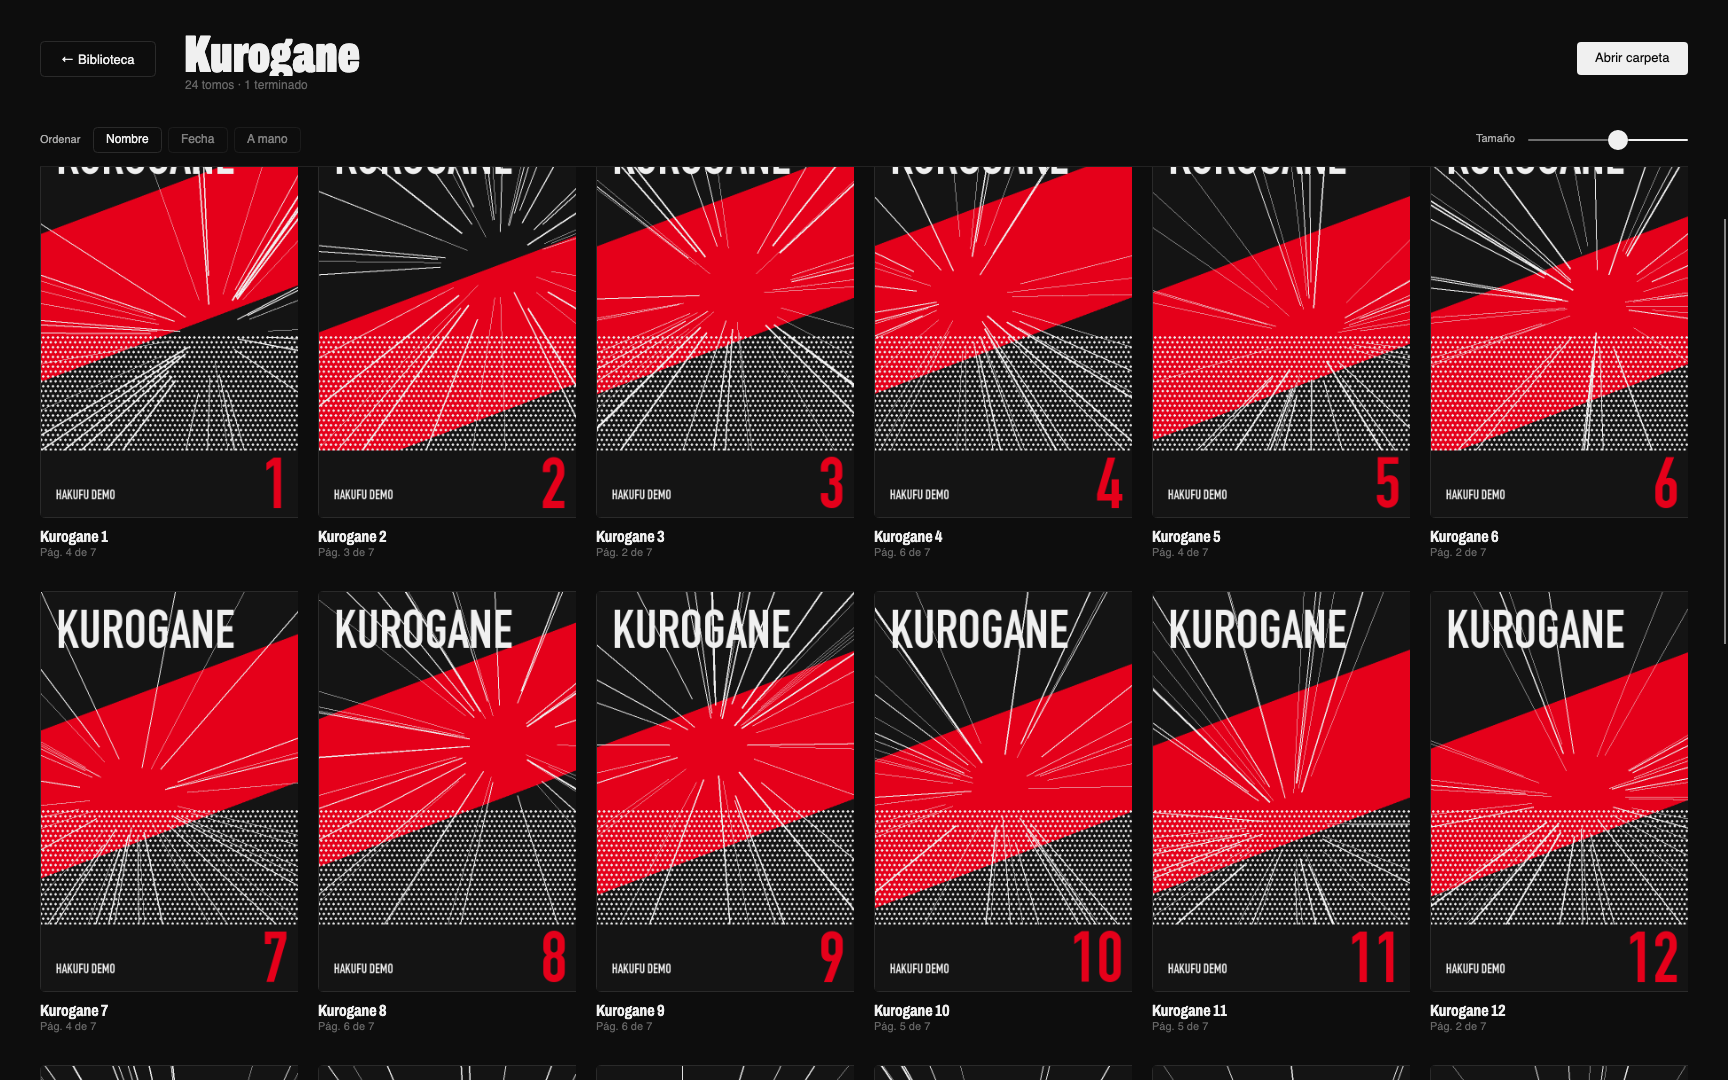 ← Biblioteca
Kurogane
24 tomos · 1 terminado
Abrir carpeta
Ordenar
Nombre
Fecha
A mano
Tamaño
KUROGANE KUROGANE KUROGANE KUROGANE KUROGANE KUROGANE
HAKUFU DEMO 1 HAKUFU DEMO 2 HAKUFU DEMO 3 HAKUFU DEMO 4 HAKUFU DEMO 5 HAKUFU DEMO 6
Kurogane 1 Kurogane 2 Kurogane 3 Kurogane 4 Kurogane 5 Kurogane 6
Pág. 4 de 7 Pág. 3 de 7 Pág. 2 de 7 Pág. 6 de 7 Pág. 4 de 7 Pág. 2 de 7
KUROGANE KUROGANE KUROGANE KUROGANE KUROGANE KUROGANE
HAKUFU DEMO 7 HAKUFU DEMO 8 HAKUFU DEMO 9 HAKUFU DEMO 10 HAKUFU DEMO 11 HAKUFU DEMO 12
Kurogane 7 Kurogane 8 Kurogane 9 Kurogane 10 Kurogane 11 Kurogane 12
Pág. 4 de 7 Pág. 6 de 7 Pág. 6 de 7 Pág. 5 de 7 Pág. 5 de 7 Pág. 2 de 7